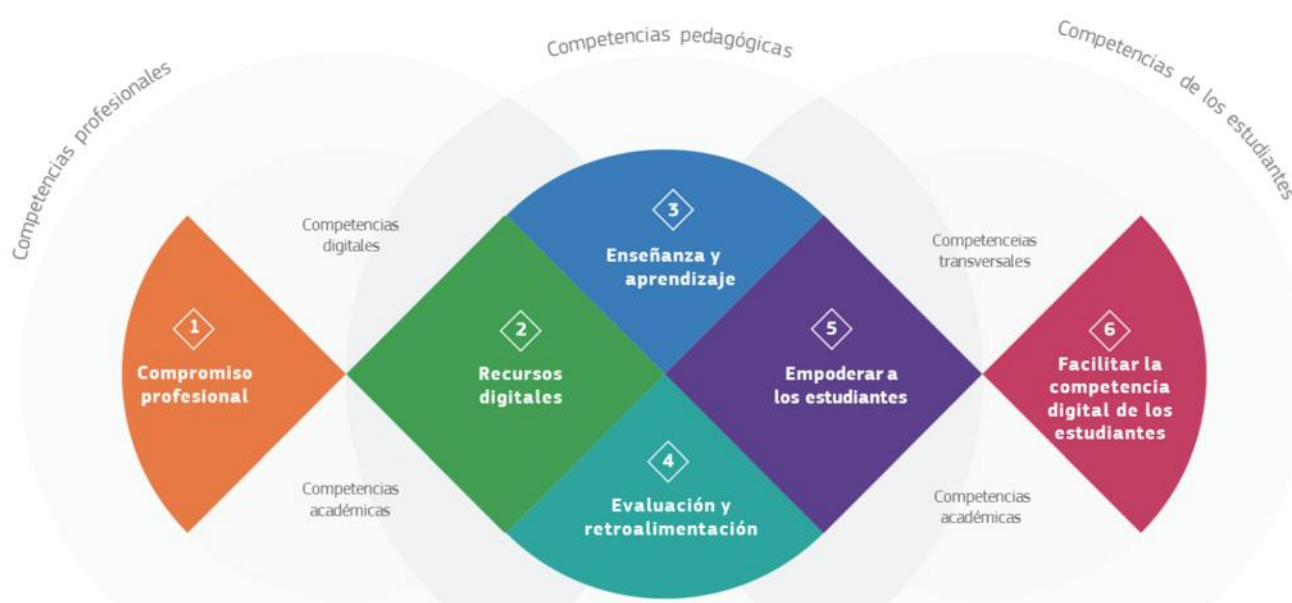 Competencias profesionales
Competencias pedagógicas
Competencias de los estudiantes
Competencias
digitales
Competencias
académicas
1
Compromiso
profesional
2
Recursos
digitales
3
Enseñanza y
aprendizaje
4
Evaluación y
retroalimentación
5
Empoderar a
los estudiantes
Competenceias
transversales
Competencias
académicas
6
Facilitar la
competencia
digital de los
estudiantes